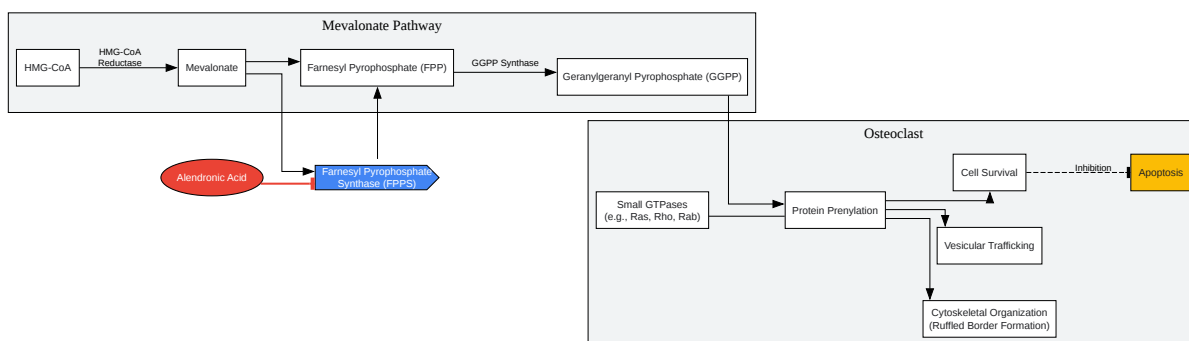 Mevalonate Pathway
HMG-CoA
HMG-CoA
Reductase
Mevalonate
Farnesyl Pyrophosphate (FPP)
GGPP Synthase
Geranylgeranyl Pyrophosphate (GGPP)
Alendronic Acid
Farnesyl Pyrophosphate
Synthase (FPPS)
Osteoclast
Small GTPases
(e.g., Ras, Rho, Rab)
Protein Prenylation
Cell Survival
Inhibition
Apoptosis
Vesicular Trafficking
Cytoskeletal Organization
(Ruffled Border Formation)